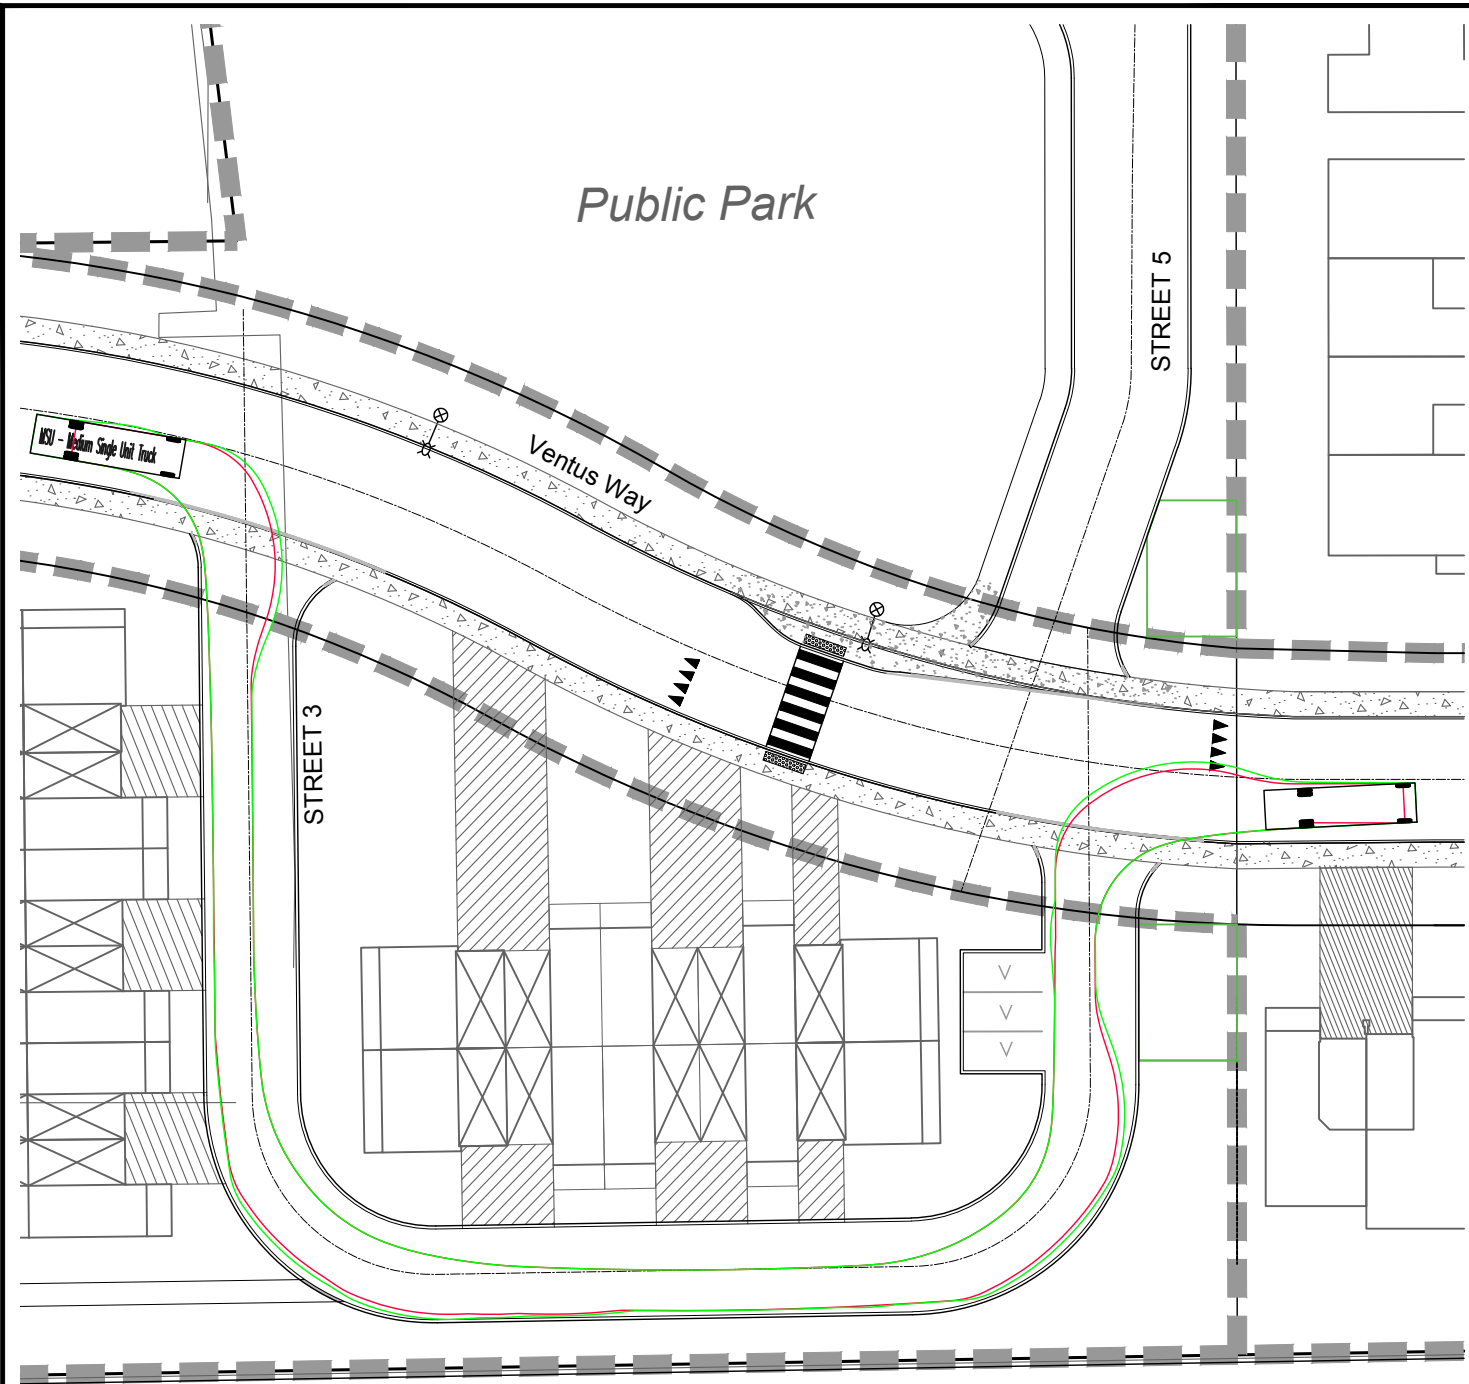 Public Park
STREET 5
MSU - Medium Single Unit Truck
Ventus Way
STREET 3